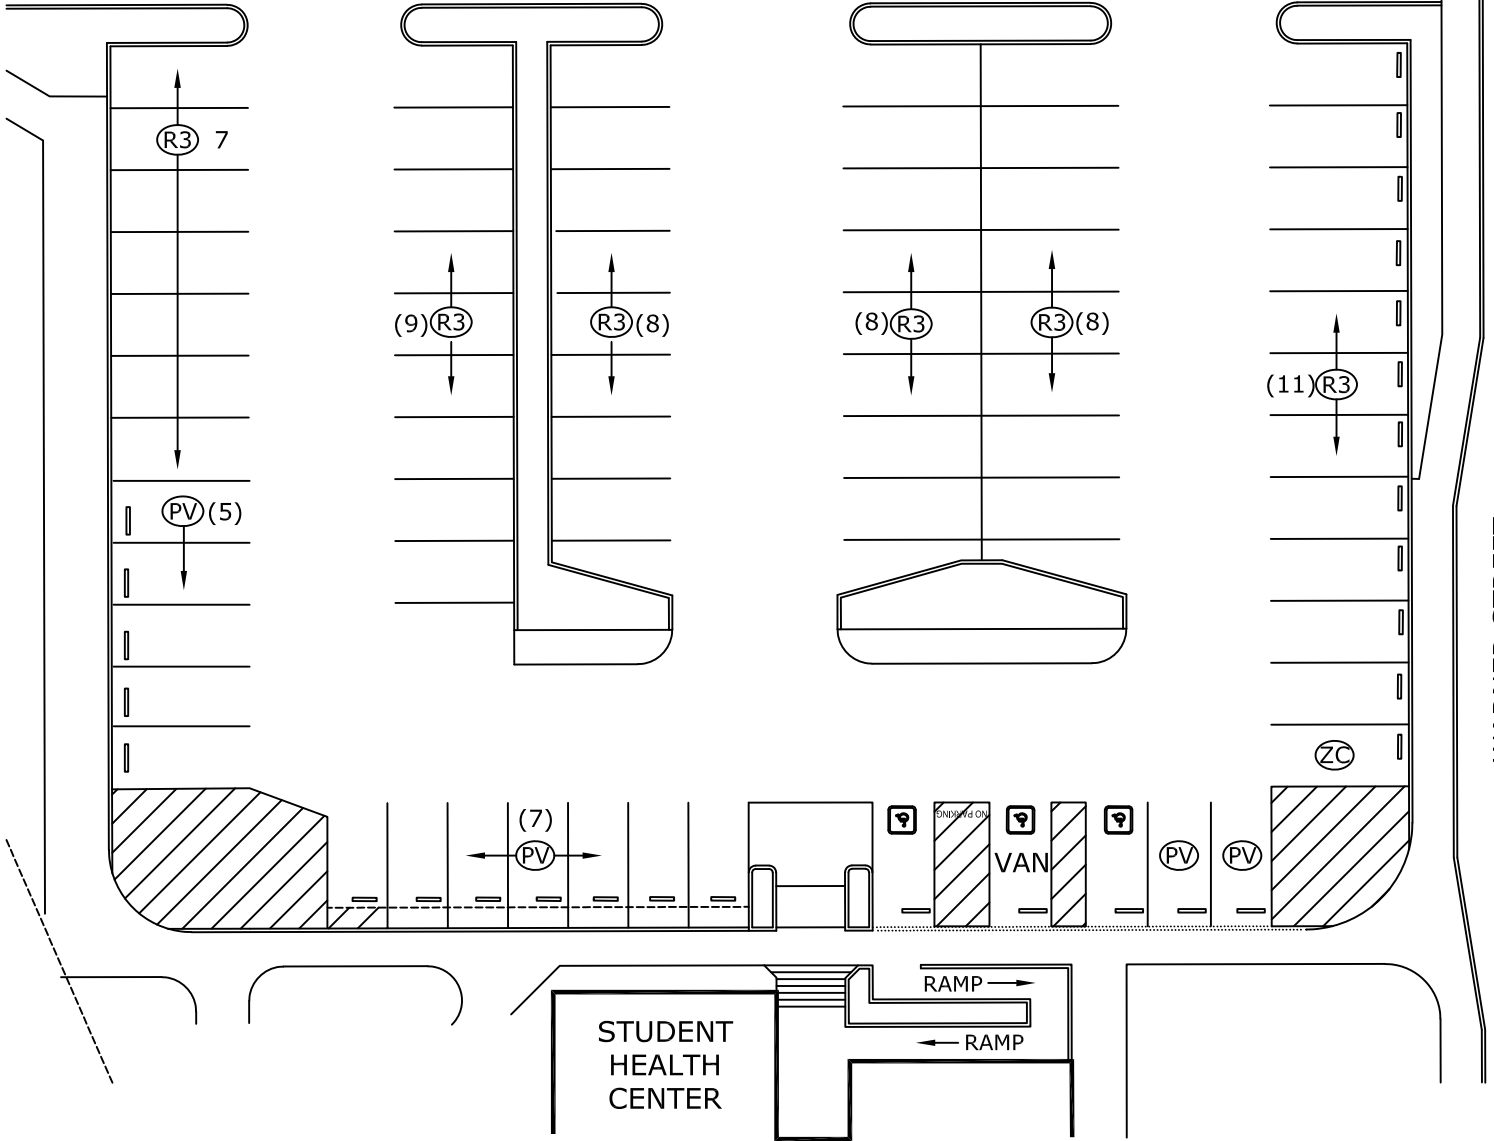 R3 7
(9) R3
R3 (8)
(8) R3
R3 (8)
(11) R3
PV (5)
ZC
(7)
PV
NO PARKING
VAN
PV
PV
RAMP
RAMP
STUDENT
HEALTH
CENTER